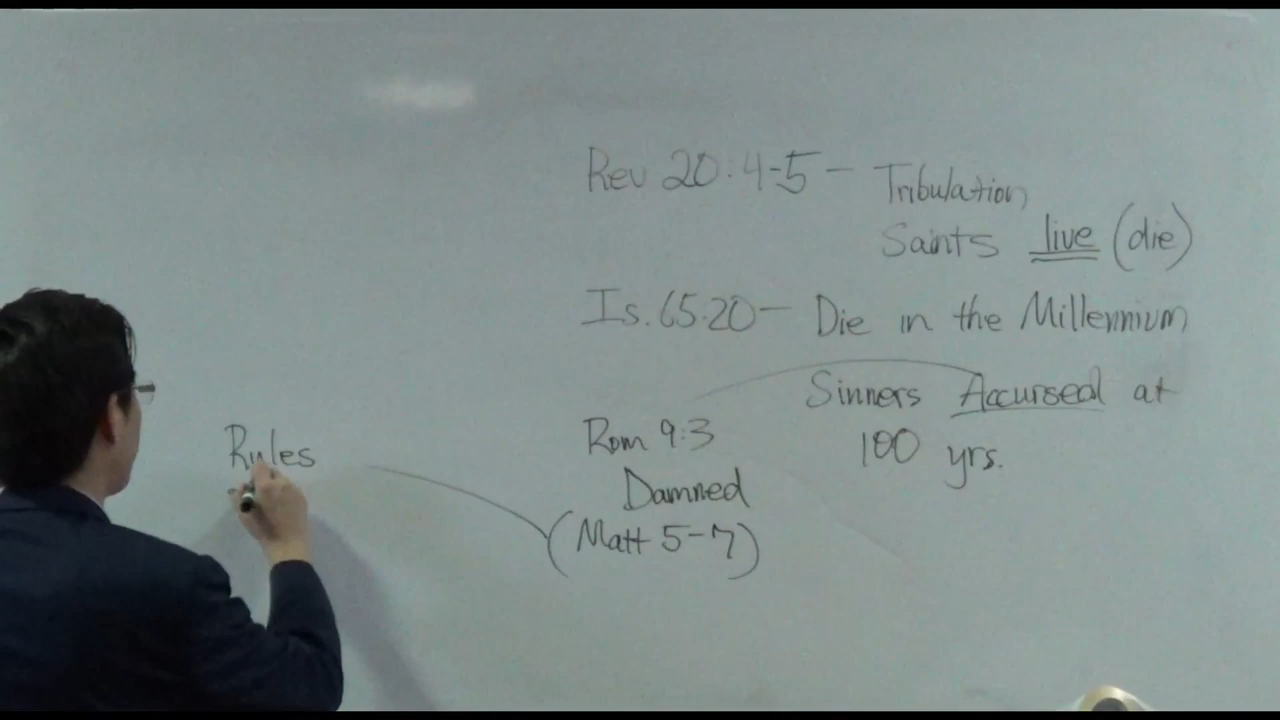 Rev 20:4-5 - Tribulation
Saints live (die)
Is. 65:20 - Die in the Millennium
Sinners Accursed at
100 yrs.
Rom 9:3
Damned
(Matt 5-7)
Rules